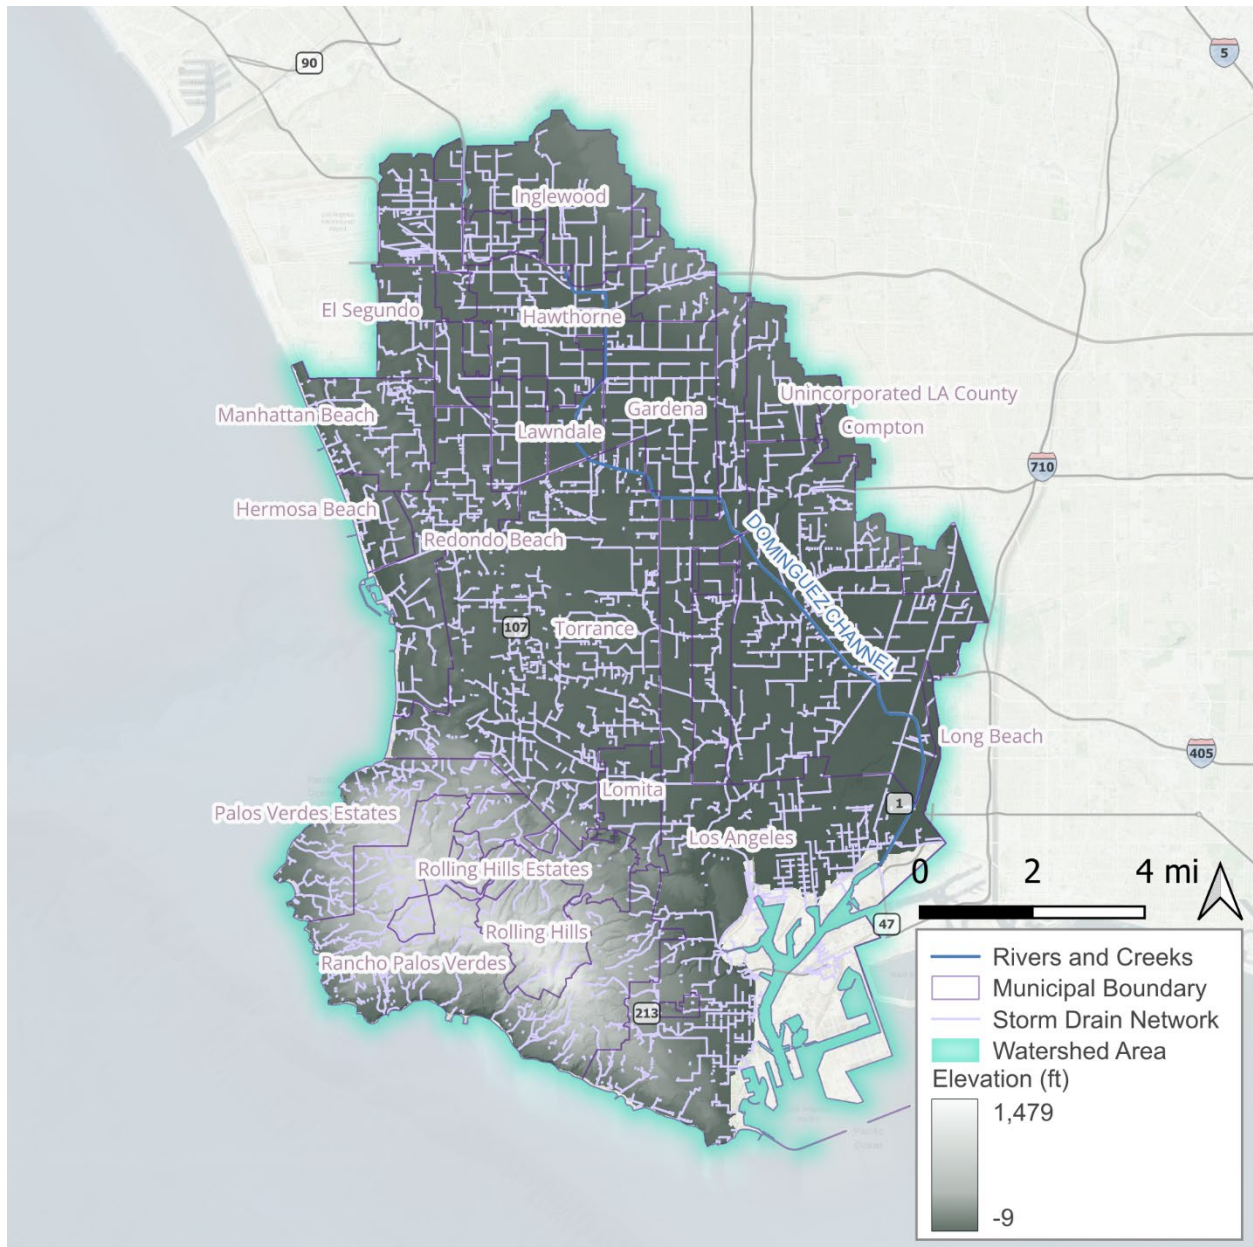 90
5
Inglewood
El Segundo
Hawthorne
Unincorporated LA County
Manhattan Beach
Gardena
Compton
Lawndale
710
Hermosa Beach
Redondo Beach
DOMINGUEZ CHANNEL
107
Torrance
Long Beach
405
Lomita
1
Palos Verdes Estates
Los Angeles
Rolling Hills Estates
0 2 4 mi
47
Rolling Hills
Rancho Palos Verdes
213
Rivers and Creeks
Municipal Boundary
Storm Drain Network
Watershed Area
Elevation (ft)
1,479
-9